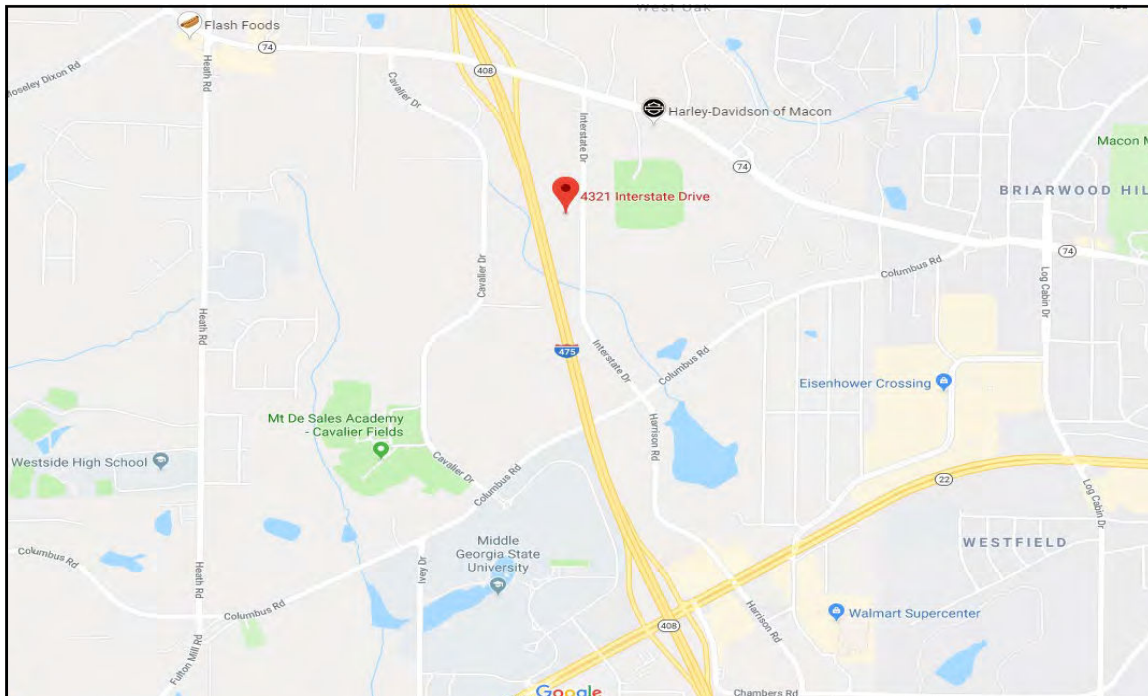 West Oak
Flash Foods
74
Moseley Dixon Rd
Heath Rd
Cavalier Dr
408
Interstate Dr
Harley-Davidson of Macon
74
Macon M
4321 Interstate Drive
BRIARWOOD HIL
Columbus Rd
74
Cavalier Dr
Log Cabin Dr
Heath Rd
475
Interstate Dr
Columbus Rd
Eisenhower Crossing
Mt De Sales Academy
- Cavalier Fields
Harrison Rd
Westside High School
Cavalier Dr
Columbus Rd
22
Log Cabin Dr
Middle
Georgia State
University
WESTFIELD
Columbus Rd
Ivey Dr
Heath Rd
Columbus Rd
Harrison Rd
Walmart Supercenter
408
Fulton Mill Rd
Google
Chambers Rd